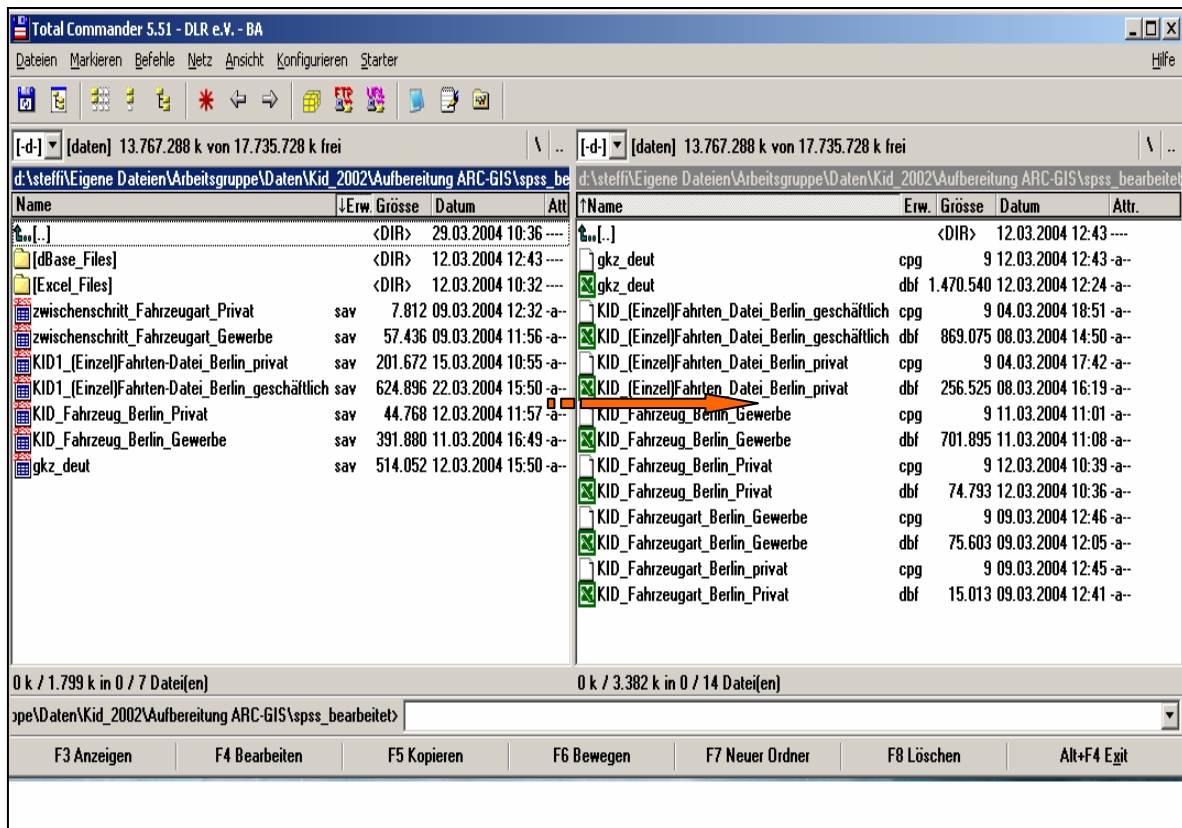 Total Commander 5.51 - DLR e.V. - BA
Dateien Markieren Befehle Netz Ansicht Konfigurieren Starter Hilfe
[-d-] [daten] 13.767.288 k von 17.735.728 k frei \ ..
d:\steffi\Eigene Dateien\Arbeitsgruppe\Daten\Kid_2002\Aufbereitung ARC-GIS\spss_be
Name ↓Erw. Grösse Datum Att
[..] <DIR> 29.03.2004 10:36 ----
[dBase_Files] <DIR> 12.03.2004 12:43 ----
[Excel_Files] <DIR> 12.03.2004 10:32 ----
zwischenschritt_Fahrzeugart_Privat sav 7.812 09.03.2004 12:32 -a--
zwischenschritt_Fahrzeugart_Gewerbe sav 57.436 09.03.2004 11:56 -a--
KID1_(Einzel)Fahrten-Datei_Berlin_privat sav 201.672 15.03.2004 10:55 -a--
KID1_(Einzel)Fahrten-Datei_Berlin_geschäftlich sav 624.896 22.03.2004 15:50 -a--
KID_Fahrzeug_Berlin_Privat sav 44.768 12.03.2004 11:57 -a--
KID_Fahrzeug_Berlin_Gewerbe sav 391.880 11.03.2004 16:49 -a--
gkz_deut sav 514.052 12.03.2004 15:50 -a--
0 k / 1.799 k in 0 / 7 Datei(en)
[-d-] [daten] 13.767.288 k von 17.735.728 k frei \ ..
d:\steffi\Eigene Dateien\Arbeitsgruppe\Daten\Kid_2002\Aufbereitung ARC-GIS\spss_bearbeitet
↑Name Erw. Grösse Datum Attr.
[..] <DIR> 12.03.2004 12:43 ----
gkz_deut cpg 9 12.03.2004 12:43 -a--
gkz_deut dbf 1.470.540 12.03.2004 12:24 -a--
KID_(Einzel)Fahrten_Datei_Berlin_geschäftlich cpg 9 04.03.2004 18:51 -a--
KID_(Einzel)Fahrten_Datei_Berlin_geschäftlich dbf 869.075 08.03.2004 14:50 -a--
KID_(Einzel)Fahrten_Datei_Berlin_privat cpg 9 04.03.2004 17:42 -a--
KID_(Einzel)Fahrten_Datei_Berlin_privat dbf 256.525 08.03.2004 16:19 -a--
KID_Fahrzeug_Berlin_Gewerbe cpg 9 11.03.2004 11:01 -a--
KID_Fahrzeug_Berlin_Gewerbe dbf 701.895 11.03.2004 11:08 -a--
KID_Fahrzeug_Berlin_Privat cpg 9 12.03.2004 10:39 -a--
KID_Fahrzeug_Berlin_Privat dbf 74.793 12.03.2004 10:36 -a--
KID_Fahrzeugart_Berlin_Gewerbe cpg 9 09.03.2004 12:46 -a--
KID_Fahrzeugart_Berlin_Gewerbe dbf 75.603 09.03.2004 12:05 -a--
KID_Fahrzeugart_Berlin_privat cpg 9 09.03.2004 12:45 -a--
KID_Fahrzeugart_Berlin_Privat dbf 15.013 09.03.2004 12:41 -a--
0 k / 3.382 k in 0 / 14 Datei(en)
ppe\Daten\Kid_2002\Aufbereitung ARC-GIS\spss_bearbeitet>
F3 Anzeigen F4 Bearbeiten F5 Kopieren F6 Bewegen F7 Neuer Ordner F8 Löschen Alt+F4 Exit